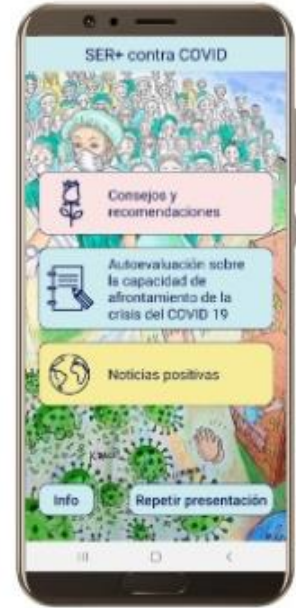 SER+ contra COVID
Consejos y
recomendaciones
Autoevaluación sobre
la capacidad de
afrontamiento de la
crisis del COVID 19
Noticias positivas
Info
Repetir presentación